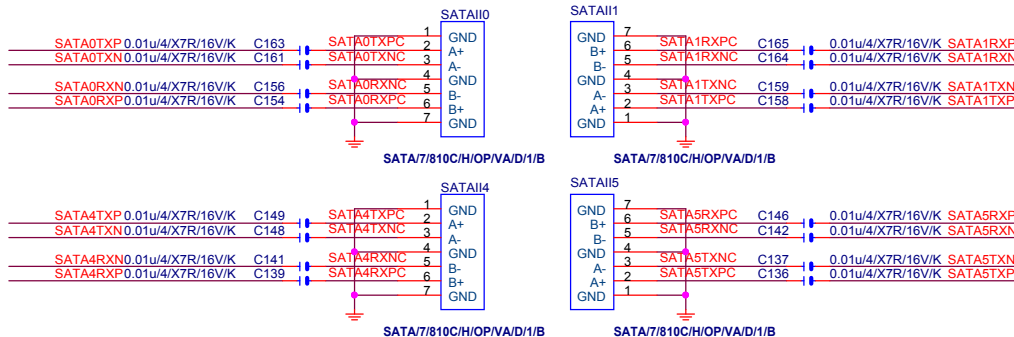 SATAII0
1 GND
SATA0TXP 0.01u/4/X7R/16V/K C163 SATA0TXPC 2 A+
SATA0TXN 0.01u/4/X7R/16V/K C161 SATA0TXNC 3 A-
4 GND
SATA0RXN 0.01u/4/X7R/16V/K C156 SATA0RXNC 5 B-
SATA0RXP 0.01u/4/X7R/16V/K C154 SATA0RXPC 6 B+
7 GND
SATA/7/810C/H/OP/VA/D/1/B
SATAII1
GND 7
B+ 6 SATA1RXPC C165 0.01u/4/X7R/16V/K SATA1RXP
B- 5 SATA1RXNC C164 0.01u/4/X7R/16V/K SATA1RXN
GND 4
A- 3 SATA1TXNC C159 0.01u/4/X7R/16V/K SATA1TXN
A+ 2 SATA1TXPC C158 0.01u/4/X7R/16V/K SATA1TXP
GND 1
SATA/7/810C/H/OP/VA/D/1/B
SATAII4
1 GND
SATA4TXP 0.01u/4/X7R/16V/K C149 SATA4TXPC 2 A+
SATA4TXN 0.01u/4/X7R/16V/K C148 SATA4TXNC 3 A-
4 GND
SATA4RXN 0.01u/4/X7R/16V/K C141 SATA4RXNC 5 B-
SATA4RXP 0.01u/4/X7R/16V/K C139 SATA4RXPC 6 B+
7 GND
SATA/7/810C/H/OP/VA/D/1/B
SATAII5
GND 7
B+ 6 SATA5RXPC C146 0.01u/4/X7R/16V/K SATA5RXP
B- 5 SATA5RXNC C142 0.01u/4/X7R/16V/K SATA5RXN
GND 4
A- 3 SATA5TXNC C137 0.01u/4/X7R/16V/K SATA5TXN
A+ 2 SATA5TXPC C136 0.01u/4/X7R/16V/K SATA5TXP
GND 1
SATA/7/810C/H/OP/VA/D/1/B